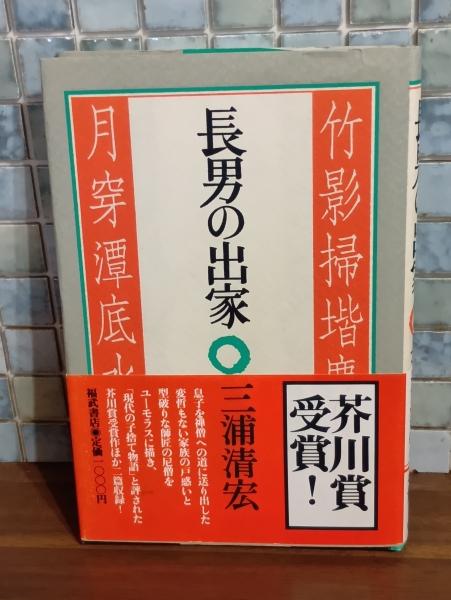 竹影掃堦
長男の出家
月穿潭底
芥川賞
受賞!
三浦清宏
息子を禅僧への道に送り出した
変哲もない家族の戸惑いと
型破りな師匠の尼僧を
ユーモラスに描き、
「現代の子捨て物語」と評された
芥川賞受賞作ほか二篇収録!
福武書店◉定価一〇〇〇円